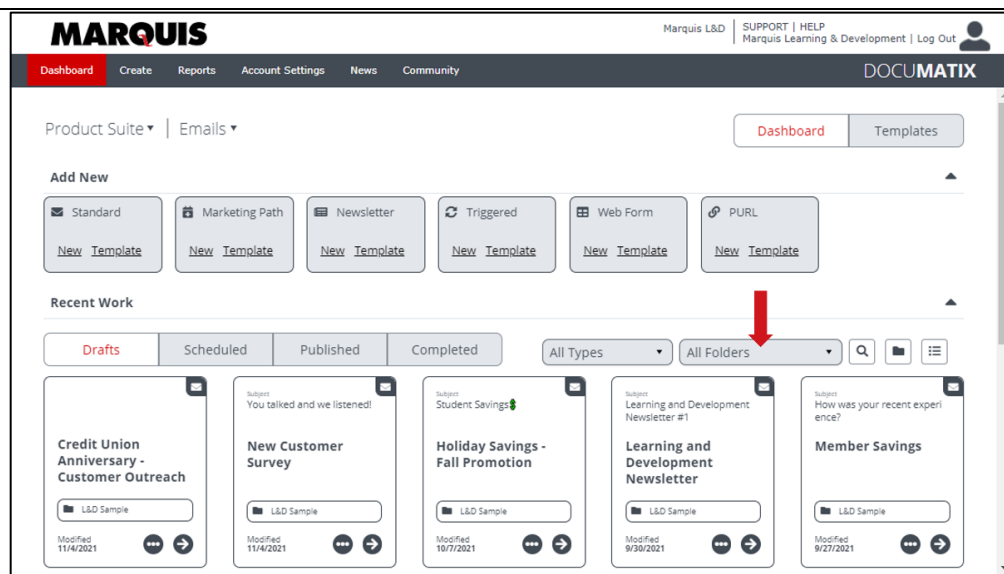 MARQUIS
Marquis L&D
SUPPORT | HELP
Marquis Learning & Development | Log Out
Dashboard Create Reports Account Settings News Community
DOCUMATIX
Product Suite | Emails
Dashboard Templates
Add New
Standard Marketing Path Newsletter Triggered Web Form PURL
New Template New Template New Template New Template New Template New Template
Recent Work
Drafts Scheduled Published Completed
All Types All Folders
Credit Union
Anniversary -
Customer Outreach
L&D Sample
Modified
11/4/2021
Subject
You talked and we listened!
New Customer
Survey
L&D Sample
Modified
11/4/2021
Subject
Student Savings
Holiday Savings -
Fall Promotion
L&D Sample
Modified
10/7/2021
Subject
Learning and Development
Newsletter #1
Learning and
Development
Newsletter
L&D Sample
Modified
9/30/2021
Subject
How was your recent experi
ence?
Member Savings
L&D Sample
Modified
9/27/2021